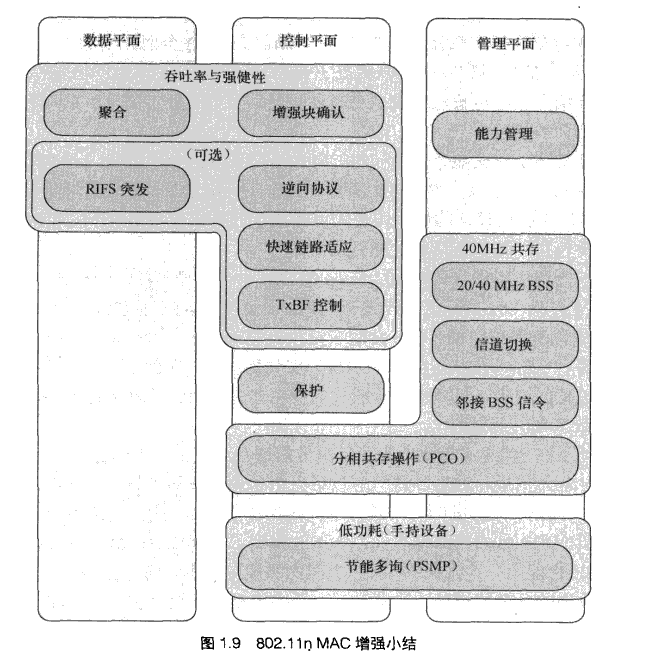 数据平面
控制平面
管理平面
吞吐率与强健性
聚合
增强块确认
能力管理
(可选)
RIFS 突发
逆向协议
快速链路适应
TxBF 控制
40MHz 共存
20/40 MHz BSS
信道切换
邻接 BSS 信令
保护
分相共存操作(PCO)
低功耗(手持设备)
节能多询(PSMP)
图 1.9 802.11n MAC 增强小结